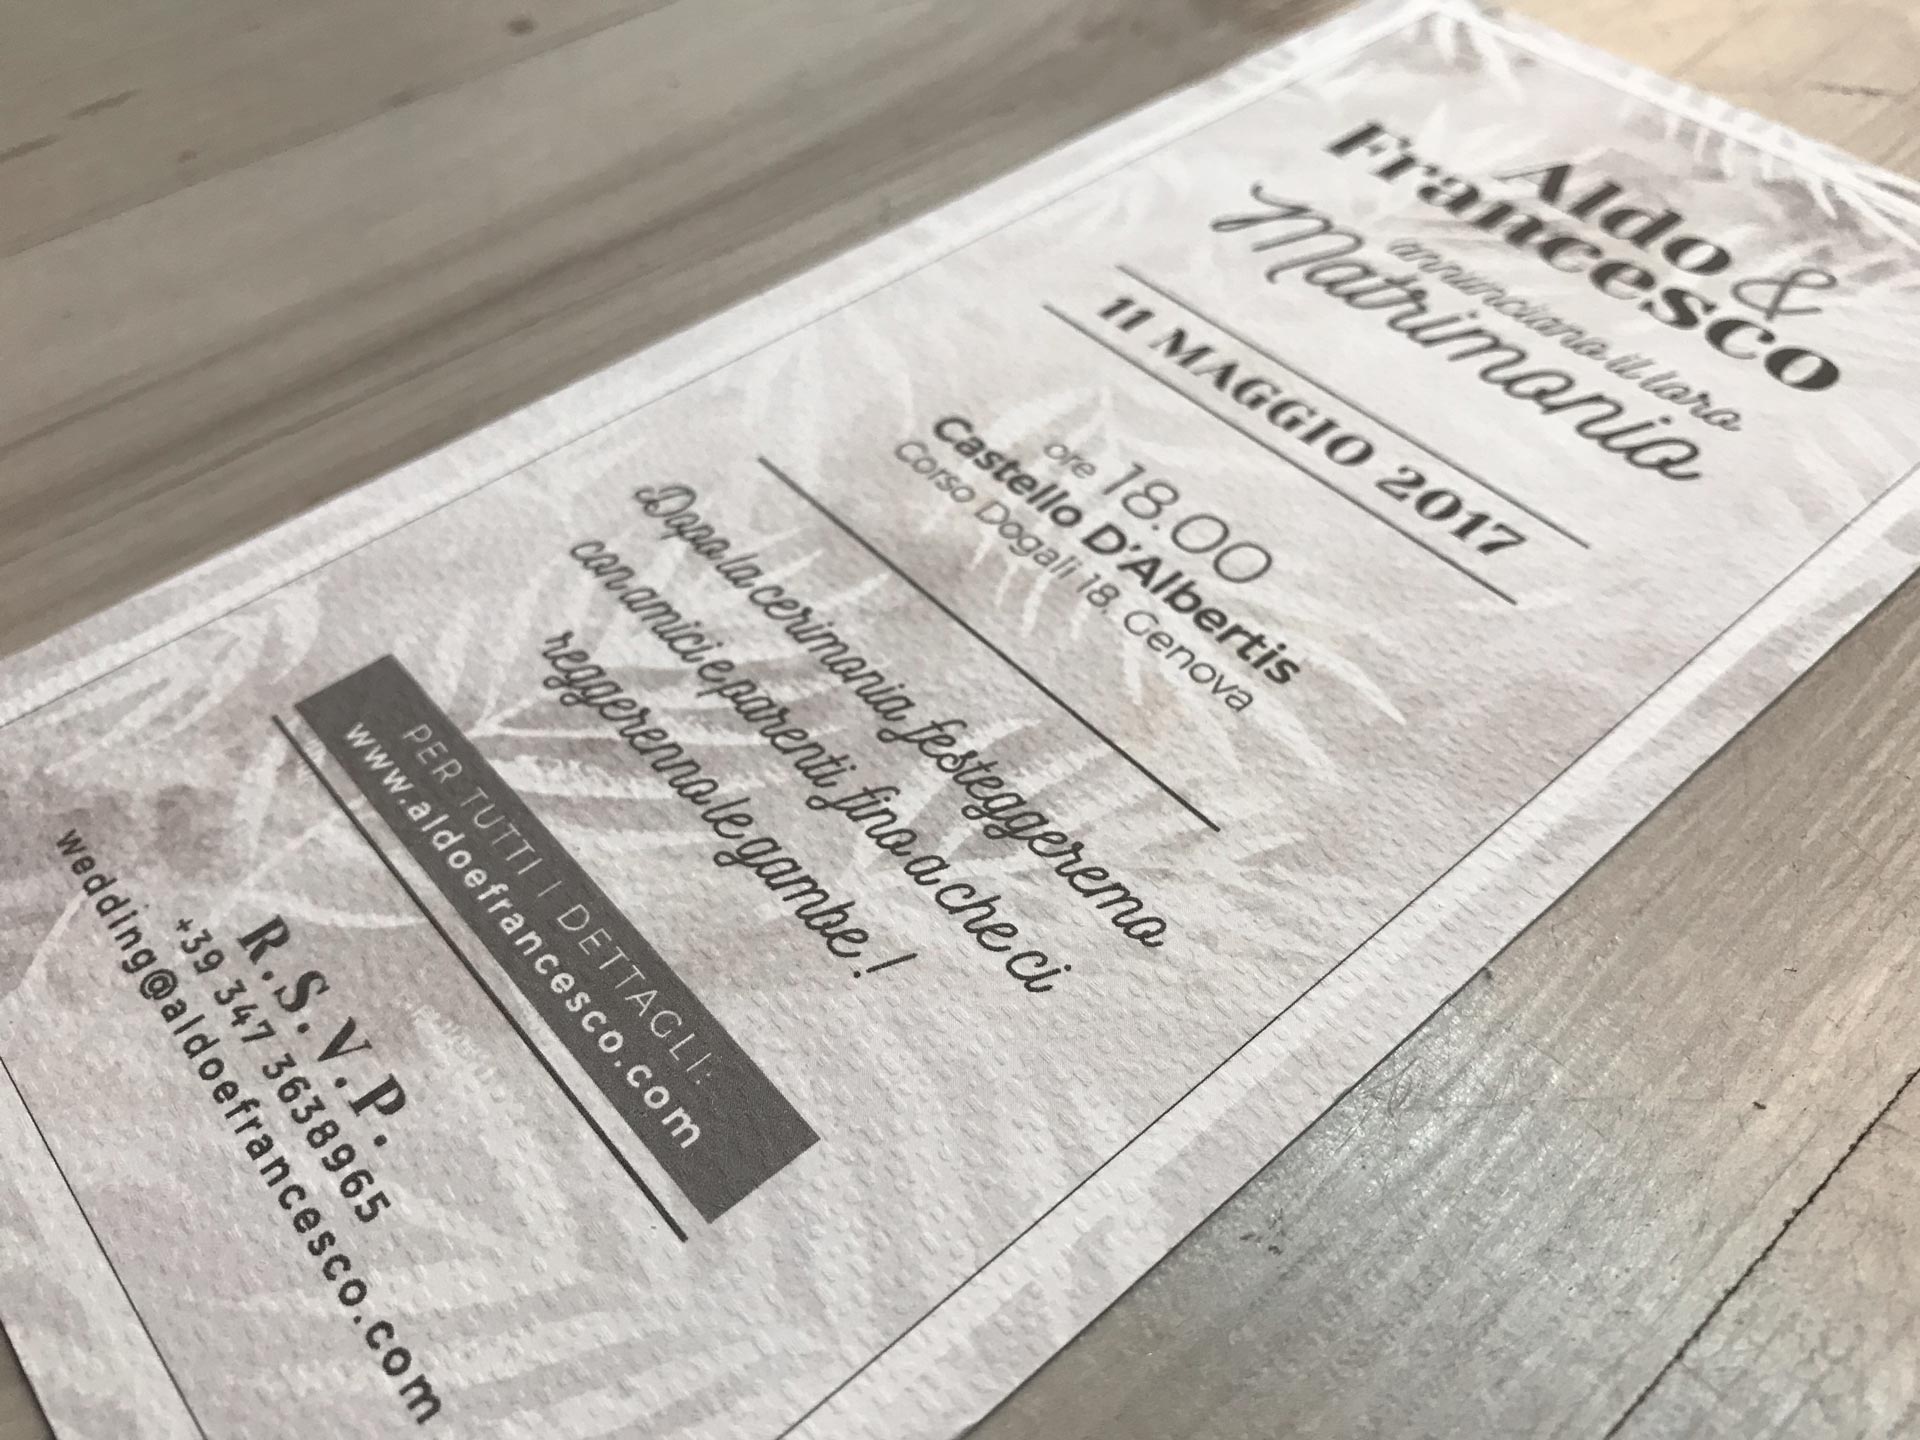 Aldo &
Francesco
annunciano il loro
Matrimonio
11 MAGGIO 2017
ore 18.00
Castello D'Albertis
Corso Dogali 18, Genova
Dopo la cerimonia, festeggeremo
con amici e parenti, fino a che ci
reggerenno le gambe!
PER TUTTI I DETTAGLI:
www.aldoefrancesco.com
R.S.V.P.
+39 347 3638965
wedding@aldoefrancesco.com